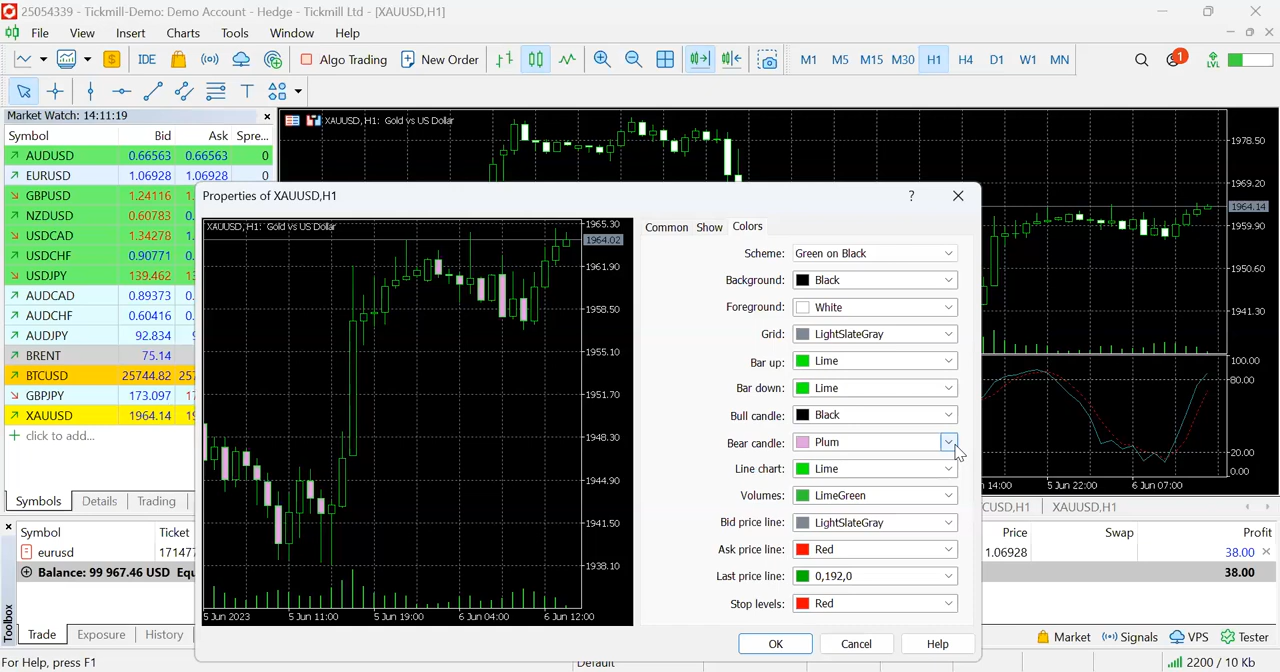 25054339 - Tickmill-Demo: Demo Account - Hedge - Tickmill Ltd - [XAUUSD,H1]
File View Insert Charts Tools Window Help
$ IDE Algo Trading New Order M1 M5 M15 M30 H1 H4 D1 W1 MN 1 LVL
T
Market Watch: 14:11:19
Symbol Bid Ask Spre...
AUDUSD 0.66563 0.66563 0
EURUSD 1.06928 1.06928 0
GBPUSD 1.24116 1.
NZDUSD 0.60783 0.
USDCAD 1.34278 1.
USDCHF 0.90771 0.
USDJPY 139.462 13
AUDCAD 0.89373 0.
AUDCHF 0.60416 0.
AUDJPY 92.834
BRENT 75.14
BTCUSD 25744.82 257
GBPJPY 173.097 17
XAUUSD 1964.14 19
click to add...
Symbols Details Trading
XAUUSD, H1: Gold vs US Dollar
1978.50
1969.20
1964.14
1959.90
1950.60
1941.30
100.00
80.00
20.00
0.00
14:00 5 Jun 22:00 6 Jun 07:00
CUSD,H1 XAUUSD.H1
Properties of XAUUSD,H1 ?
XAUUSD, H1: Gold vs US Dollar
1965.30
1964.02
1961.90
1958.50
1955.10
1951.70
1948.30
1944.90
1941.50
1938.10
5 Jun 2023 5 Jun 11:00 5 Jun 19:00 6 Jun 04:00 6 Jun 12:00
Common Show Colors
Scheme: Green on Black
Background: Black
Foreground: White
Grid: LightSlateGray
Bar up: Lime
Bar down: Lime
Bull candle: Black
Bear candle: Plum
Line chart: Lime
Volumes: LimeGreen
Bid price line: LightSlateGray
Ask price line: Red
Last price line: 0,192,0
Stop levels: Red
OK Cancel Help
Toolbox
Symbol Ticket Price Swap Profit
eurusd 171477 1.06928 38.00
Balance: 99 967.46 USD Equ 38.00
Trade Exposure History Market Signals VPS Tester
For Help, press F1 Default 2200 / 10 Kb